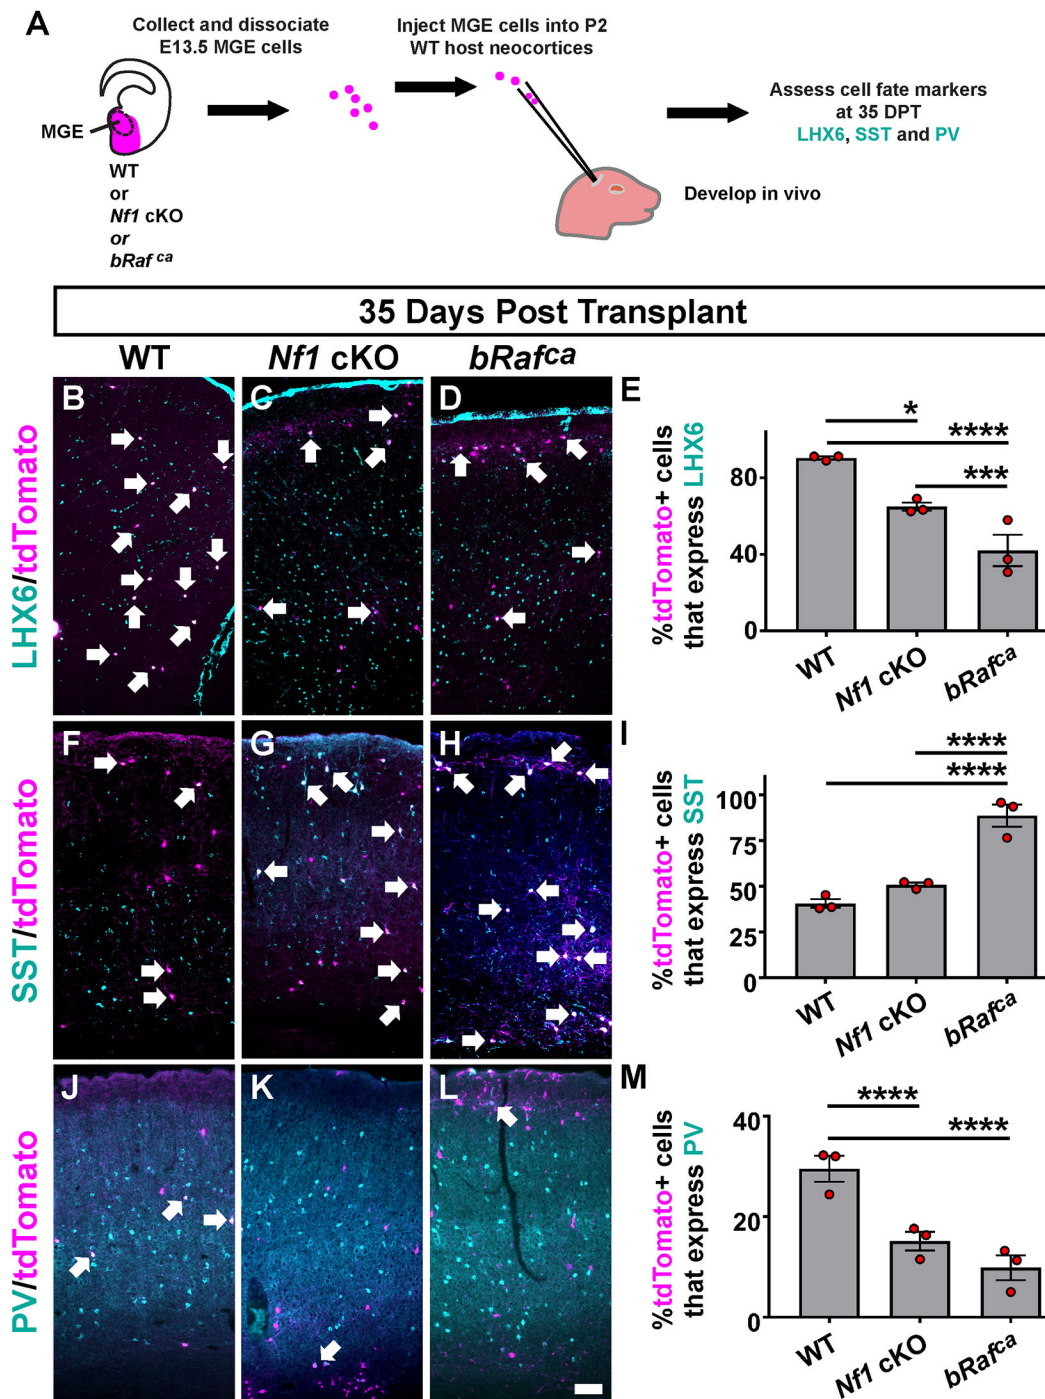 A
Collect and dissociate
E13.5 MGE cells
Inject MGE cells into P2
WT host neocortices
Assess cell fate markers
at 35 DPT
LHX6, SST and PV
MGE
WT
or
Nf1 cKO
or
bRaf ca
Develop in vivo
35 Days Post Transplant
WT
Nf1 cKO
bRafca
LHX6/tdTomato
B
C
D
E
%tdTomato+ cells
that express LHX6
80
40
0
*
****
***
WT
Nf1 cKO
bRafca
SST/tdTomato
F
G
H
I
%tdTomato+ cells
that express SST
100
75
50
25
0
****
****
WT
Nf1 cKO
bRafca
PV/tdTomato
J
K
L
M
%tdTomato+ cells
that express PV
40
20
0
****
****
WT
Nf1 cKO
bRafca